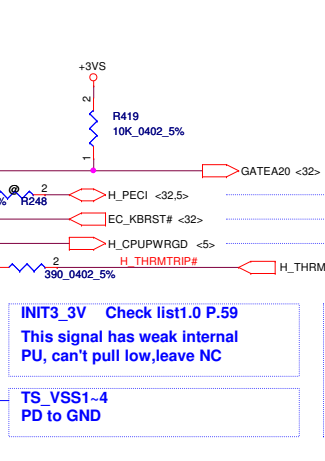 +3VS
2
R419
10K_0402_5%
1
GATEA20 <32>
@
2
% R248
H_PECI <32,5>
EC_KBRST# <32>
H_CPUPWRGD <5>
2
H_THRMTRIP#
H_THRM
390_0402_5%
INIT3_3V Check list1.0 P.59
This signal has weak internal
PU, can't pull low,leave NC
TS_VSS1~4
PD to GND